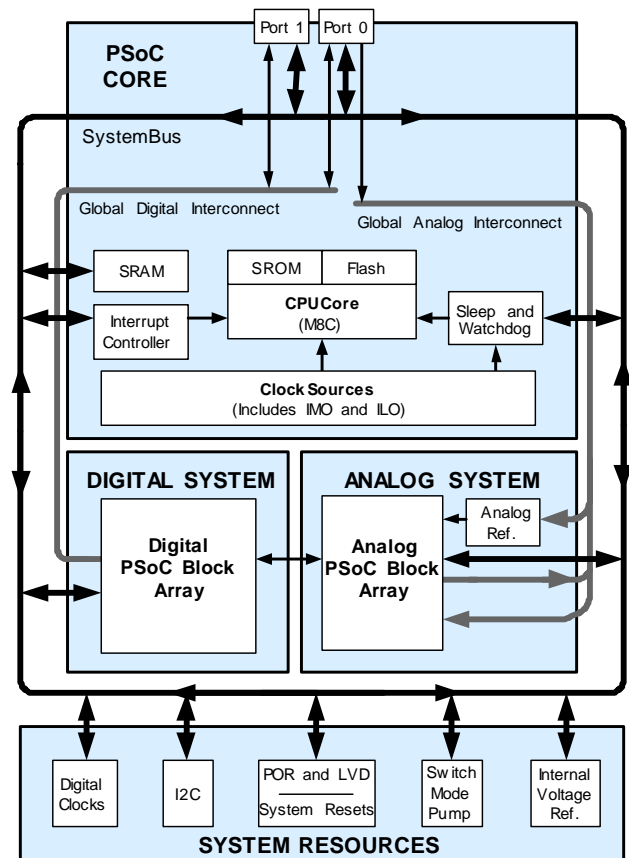 Port 1
Port 0
PSoC
CORE
SystemBus
Global Digital Interconnect
Global Analog Interconnect
SRAM
SROM
Flash
CPUCore
(M8C)
Interrupt
Controller
Sleep and
Watchdog
ClockSources
(Includes IMO and ILO)
DIGITAL SYSTEM
ANALOG SYSTEM
Digital
PSoC Block
Array
Analog
PSoC Block
Array
Analog
Ref.
Digital
Clocks
I2C
POR and LVD
System Resets
Switch
Mode
Pump
Internal
Voltage
Ref.
SYSTEM RESOURCES